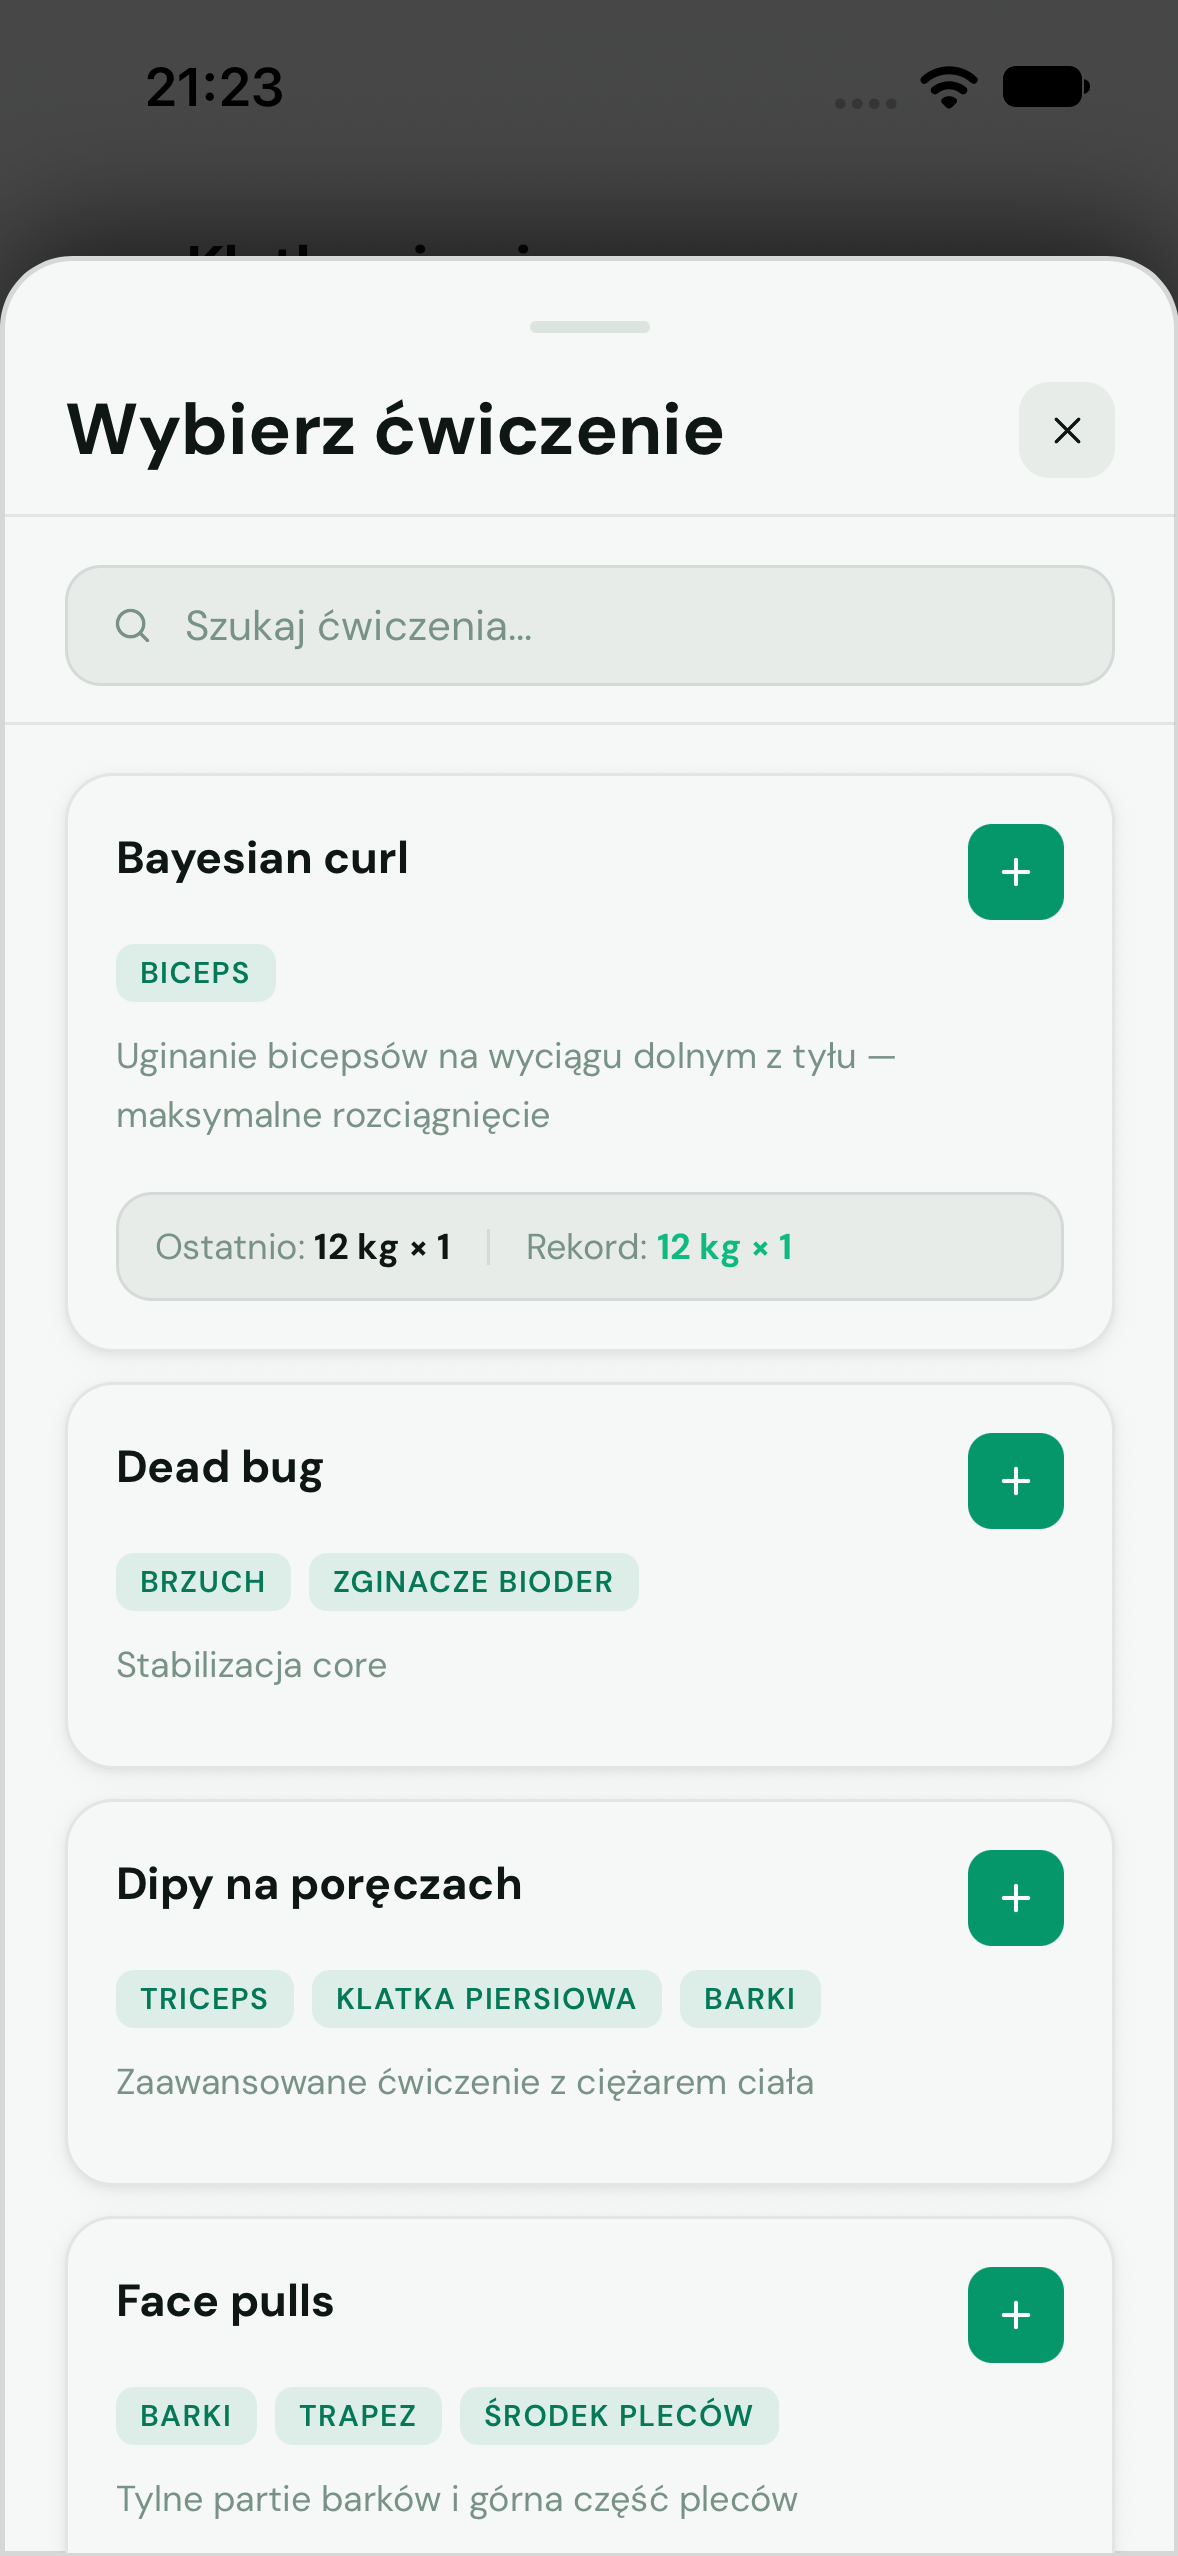 21:23
Wybierz ćwiczenie
Szukaj ćwiczenia...
Bayesian curl
BICEPS
Uginanie bicepsów na wyciągu dolnym z tyłu —
maksymalne rozciągnięcie
Ostatnio: 12 kg × 1 Rekord: 12 kg × 1
Dead bug
BRZUCH ZGINACZE BIODER
Stabilizacja core
Dipy na poręczach
TRICEPS KLATKA PIERSIOWA BARKI
Zaawansowane ćwiczenie z ciężarem ciała
Face pulls
BARKI TRAPEZ ŚRODEK PLECÓW
Tylne partie barków i górna część pleców